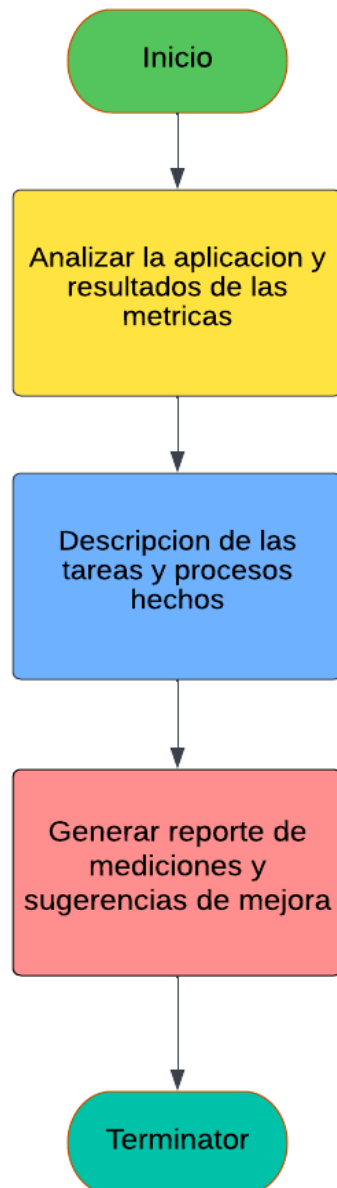 Inicio
Analizar la aplicacion y
resultados de las
metricas
Descripcion de las
tareas y procesos
hechos
Generar reporte de
mediciones y
sugerencias de mejora
Terminator